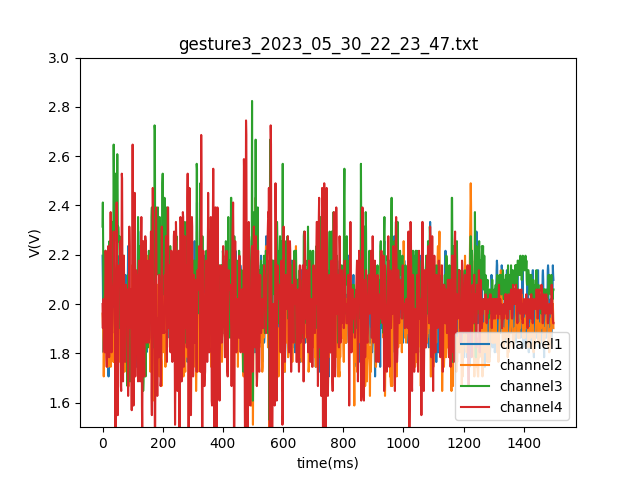 gesture3_2023_05_30_22_23_47.txt
3.0
2.8
2.6
2.4
2.2
2.0
1.8
1.6
V(V)
channel1
channel2
channel3
channel4
0 200 400 600 800 1000 1200 1400
time(ms)